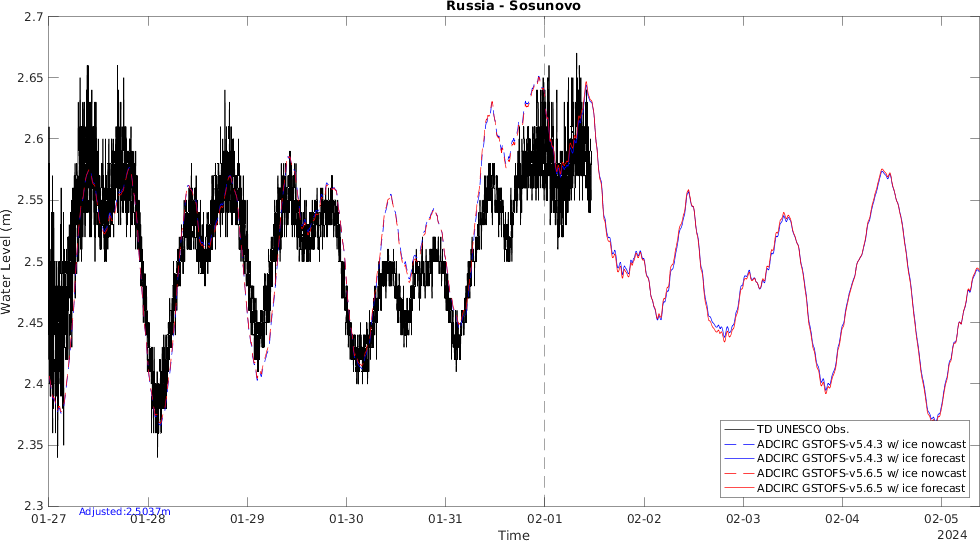 Russia - Sosunovo
2.7
2.65
2.6
2.55
2.5
2.45
2.4
2.35
2.3
Water Level (m)
TD UNESCO Obs.
ADCIRC GSTOFS-v5.4.3 w/ ice nowcast
ADCIRC GSTOFS-v5.4.3 w/ ice forecast
ADCIRC GSTOFS-v5.6.5 w/ ice nowcast
ADCIRC GSTOFS-v5.6.5 w/ ice forecast
Adjusted:2.5037m
01-27 01-28 01-29 01-30 01-31 02-01 02-02 02-03 02-04 02-05
Time
2024